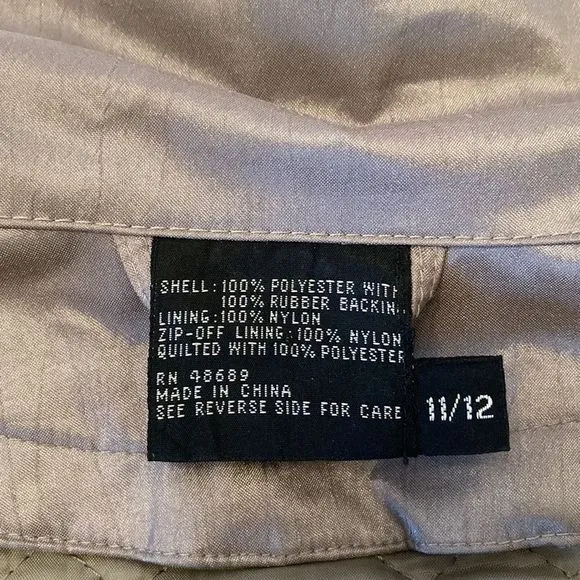 SHELL: 100% POLYESTER WITH
100% RUBBER BACKIN
LINING: 100% NYLON
ZIP-OFF LINING: 100% NYLON
QUILTED WITH 100% POLYESTER
RN 48689
MADE IN CHINA
SEE REVERSE SIDE FOR CARE
11/12